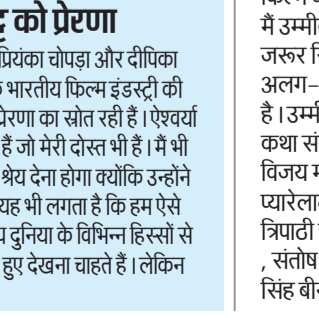 को प्रेरणा
प्रियंका चोपड़ा और दीपिका
भारतीय फिल्म इंडस्ट्री की
प्रेरणा का स्रोत रही हैं। ऐश्वर्या
हैं जो मेरी दोस्त भी हैं। मैं भी
श्रेय देना होगा क्योंकि उन्होंने
यह भी लगता है कि हम ऐसे
दुनिया के विभिन्न हिस्सों से
हुए देखना चाहते हैं। लेकिन
मैं उम्मी
जरूर
अलग-
है। उम्
कथा सं
विजय म
प्यारेला
त्रिपाठी
, संतोष
सिंह बी